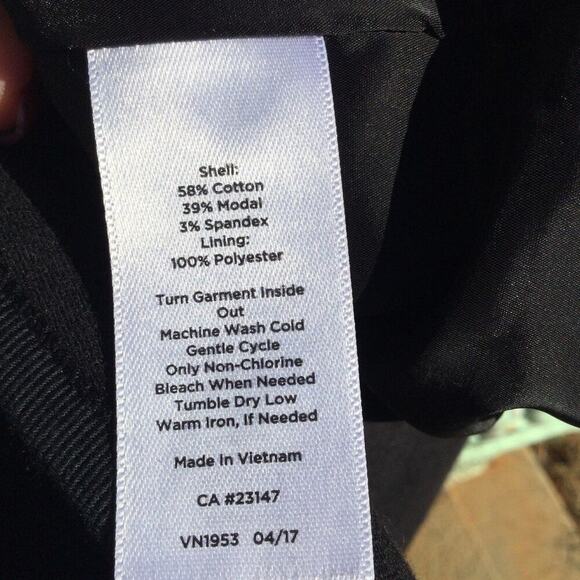 Shell:
58% Cotton
39% Modal
3% Spandex
Lining:
100% Polyester
Turn Garment Inside
Out
Machine Wash Cold
Gentle Cycle
Only Non-Chlorine
Bleach When Needed
Tumble Dry Low
Warm Iron, If Needed
Made In Vietnam
CA #23147
VN1953 04/17